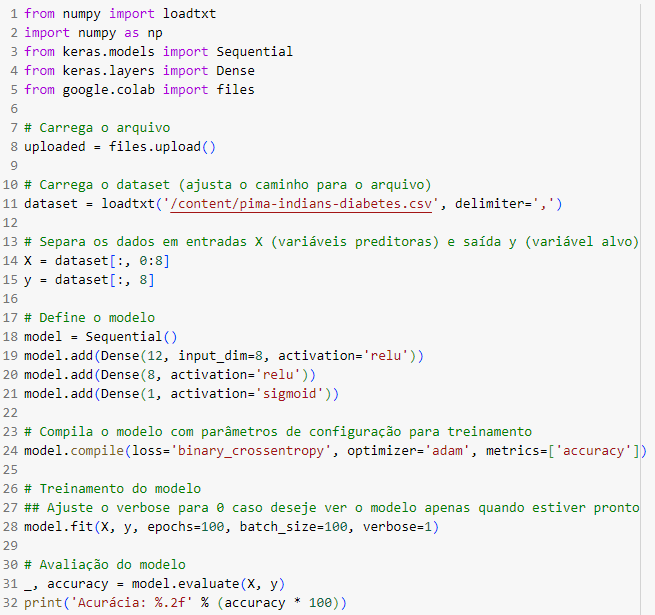 1 from numpy import loadtxt
2 import numpy as np
3 from keras.models import Sequential
4 from keras.layers import Dense
5 from google.colab import files
6
7 # Carrega o arquivo
8 uploaded = files.upload()
9
10 # Carrega o dataset (ajusta o caminho para o arquivo)
11 dataset = loadtxt('/content/pima-indians-diabetes.csv', delimiter=',')
12
13 # Separa os dados em entradas X (variáveis preditoras) e saída y (variável alvo)
14 X = dataset[:, 0:8]
15 y = dataset[:, 8]
16
17 # Define o modelo
18 model = Sequential()
19 model.add(Dense(12, input_dim=8, activation='relu'))
20 model.add(Dense(8, activation='relu'))
21 model.add(Dense(1, activation='sigmoid'))
22
23 # Compila o modelo com parâmetros de configuração para treinamento
24 model.compile(loss='binary_crossentropy', optimizer='adam', metrics=['accuracy'])
25
26 # Treinamento do modelo
27 ## Ajuste o verbose para 0 caso deseje ver o modelo apenas quando estiver pronto
28 model.fit(X, y, epochs=100, batch_size=100, verbose=1)
29
30 # Avaliação do modelo
31 _, accuracy = model.evaluate(X, y)
32 print('Acurácia: %.2f' % (accuracy * 100))